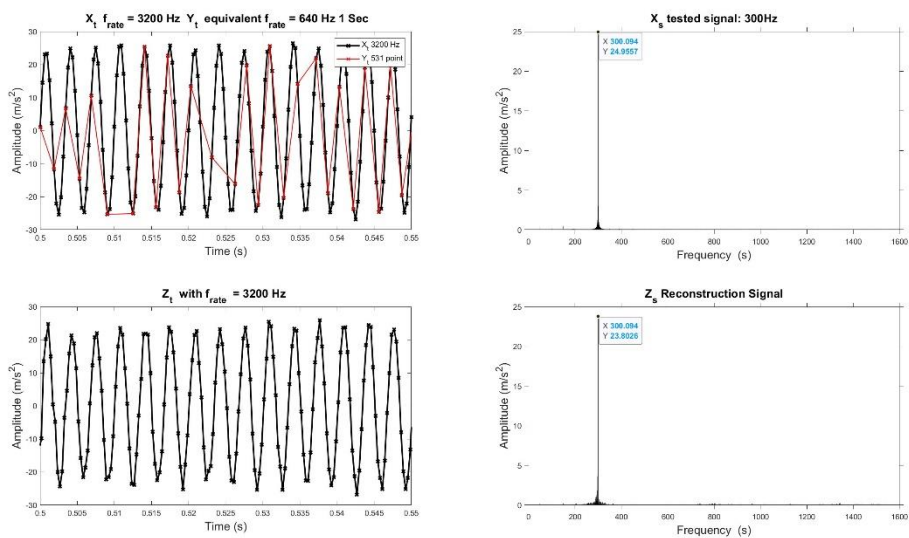 X_t f_rate = 3200 Hz Y_t equivalent f_rate = 640 Hz 1 Sec
30
20
10
0
-10
-20
-30
Amplitude (m/s²)
X_t 3200 Hz
Y_t 531 point
0.5 0.505 0.51 0.515 0.52 0.525 0.53 0.535 0.54 0.545 0.55
Time (s)
X_s tested signal: 300Hz
25
20
15
10
5
0
Amplitude (m/s²)
X 300.094
Y 24.9557
0 200 400 600 800 1000 1200 1400 1600
Frequency (s)
Z_t with f_rate = 3200 Hz
30
20
10
0
-10
-20
-30
Amplitude (m/s²)
0.5 0.505 0.51 0.515 0.52 0.525 0.53 0.535 0.54 0.545 0.55
Time (s)
Z_s Reconstruction Signal
25
20
15
10
5
0
Amplitude (m/s²)
X 300.094
Y 23.8026
0 200 400 600 800 1000 1200 1400 1600
Frequency (s)